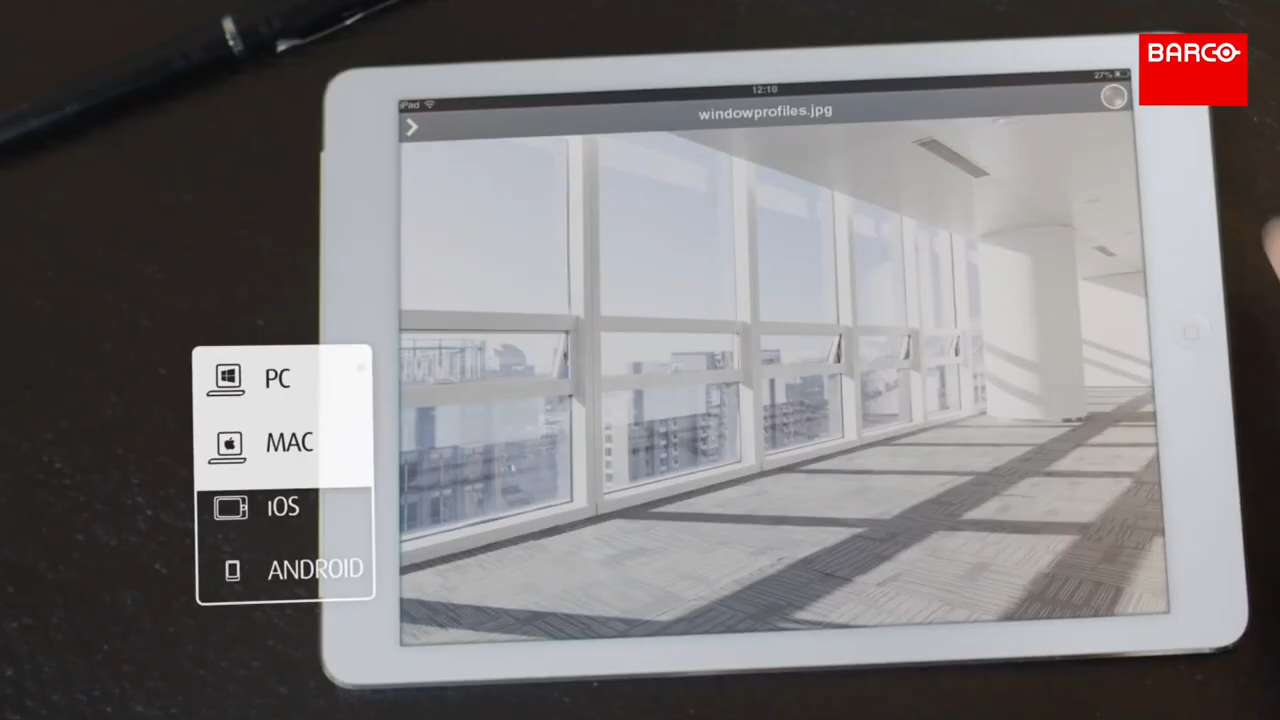 BARCO
iPad
12:10
27%
windowprofiles.jpg
PC
MAC
iOS
ANDROID